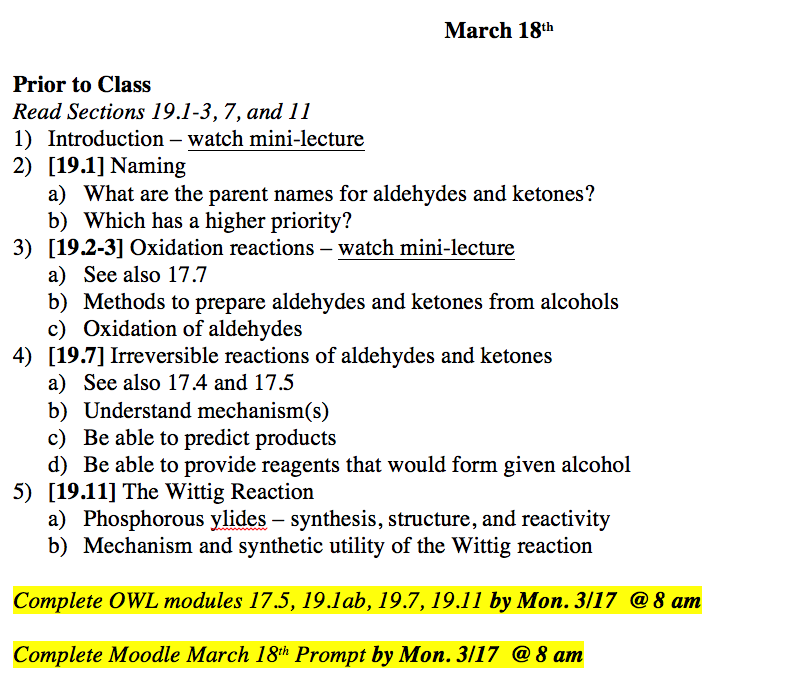 March 18th
Prior to Class
Read Sections 19.1-3, 7, and 11
1) Introduction – watch mini-lecture
2) [19.1] Naming
a) What are the parent names for aldehydes and ketones?
b) Which has a higher priority?
3) [19.2-3] Oxidation reactions – watch mini-lecture
a) See also 17.7
b) Methods to prepare aldehydes and ketones from alcohols
c) Oxidation of aldehydes
4) [19.7] Irreversible reactions of aldehydes and ketones
a) See also 17.4 and 17.5
b) Understand mechanism(s)
c) Be able to predict products
d) Be able to provide reagents that would form given alcohol
5) [19.11] The Wittig Reaction
a) Phosphorous ylides – synthesis, structure, and reactivity
b) Mechanism and synthetic utility of the Wittig reaction
Complete OWL modules 17.5, 19.1ab, 19.7, 19.11 by Mon. 3/17 @ 8 am
Complete Moodle March 18th Prompt by Mon. 3/17 @ 8 am